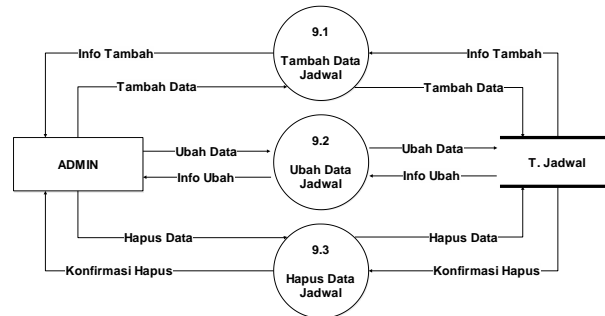 9.1
Tambah Data
Jadwal
Info Tambah
Info Tambah
Tambah Data
Tambah Data
ADMIN
Ubah Data
Info Ubah
9.2
Ubah Data
Jadwal
Ubah Data
Info Ubah
T. Jadwal
Hapus Data
Hapus Data
Konfirmasi Hapus
Konfirmasi Hapus
9.3
Hapus Data
Jadwal